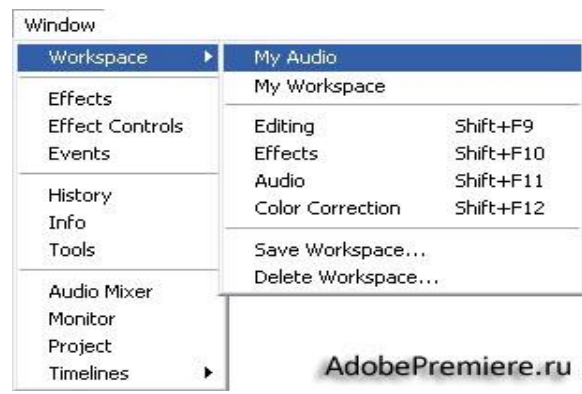 Window
Workspace
Effects
Effect Controls
Events
History
Info
Tools
Audio Mixer
Monitor
Project
Timelines
My Audio
My Workspace
Editing Shift+F9
Effects Shift+F10
Audio Shift+F11
Color Correction Shift+F12
Save Workspace...
Delete Workspace...
AdobePremiere.ru